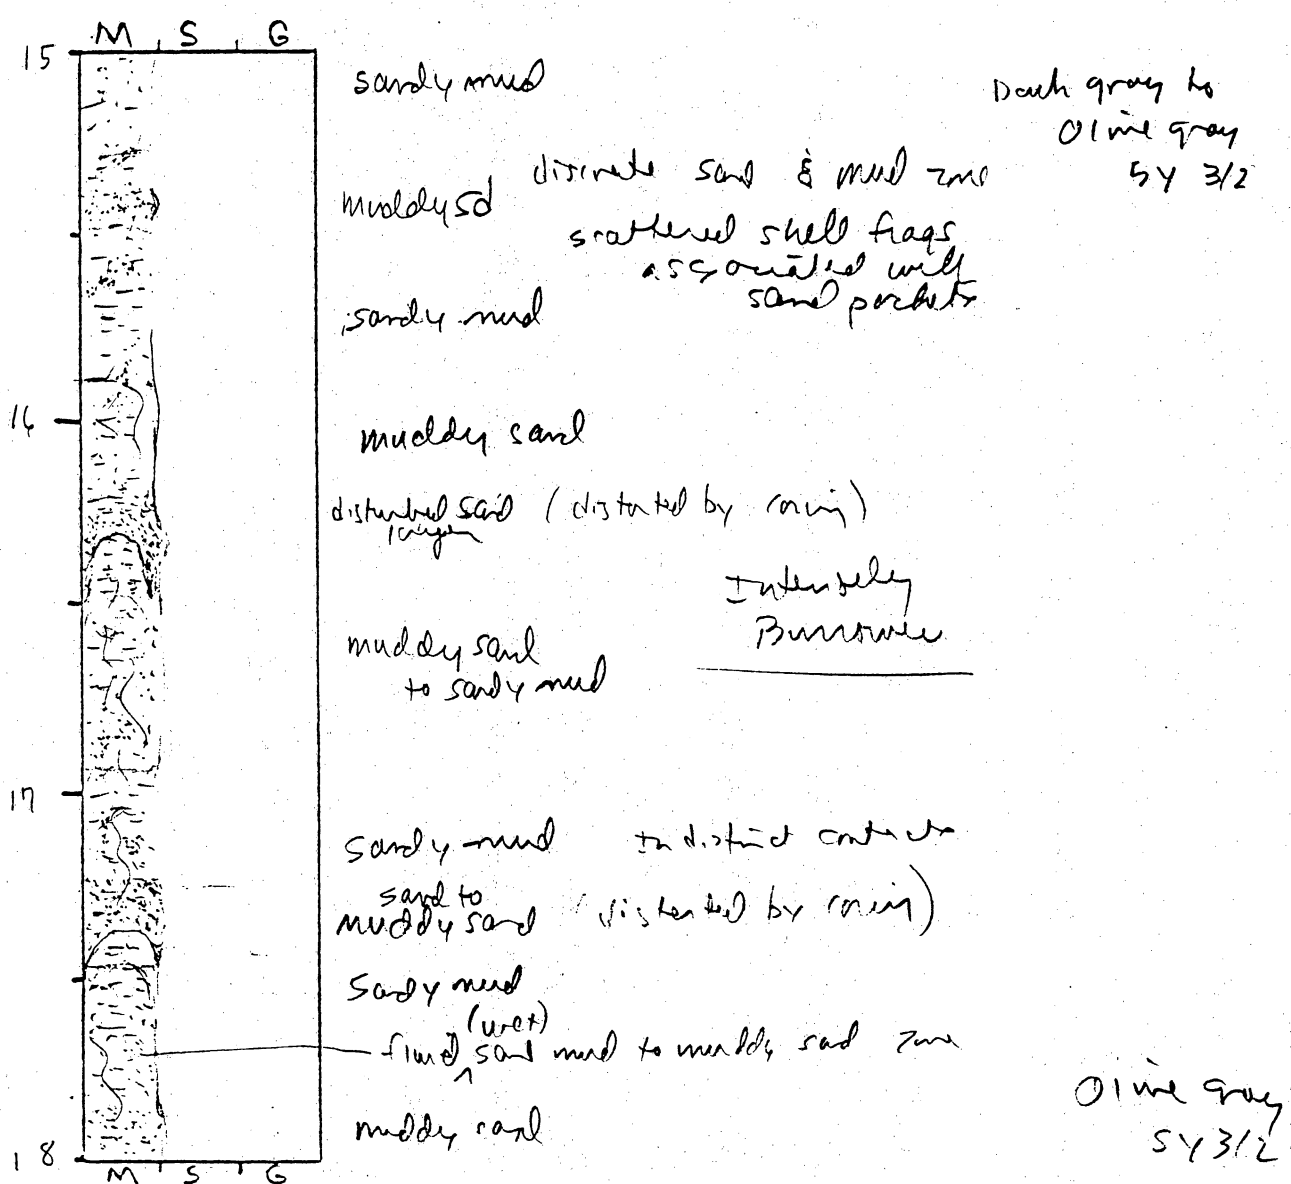 M S G
15
sandy mud
Dark gray to
Olive gray
5Y 3/2
discrete sand & mud zone
muddy sd
scattered shell frags
associated with
sand pockets
sandy mud
16
muddy sand
disturbed sand (distorted by coring)
layer
Intensely
Burrowed
muddy sand
to sandy mud
17
sandy mud Indistinct contacts
sand to
muddy sand (distorted by coring)
sandy mud
(wet)
fluid ^ sand mud to muddy sand zone
Olive gray
5Y 3/2
muddy sand
18
M S G